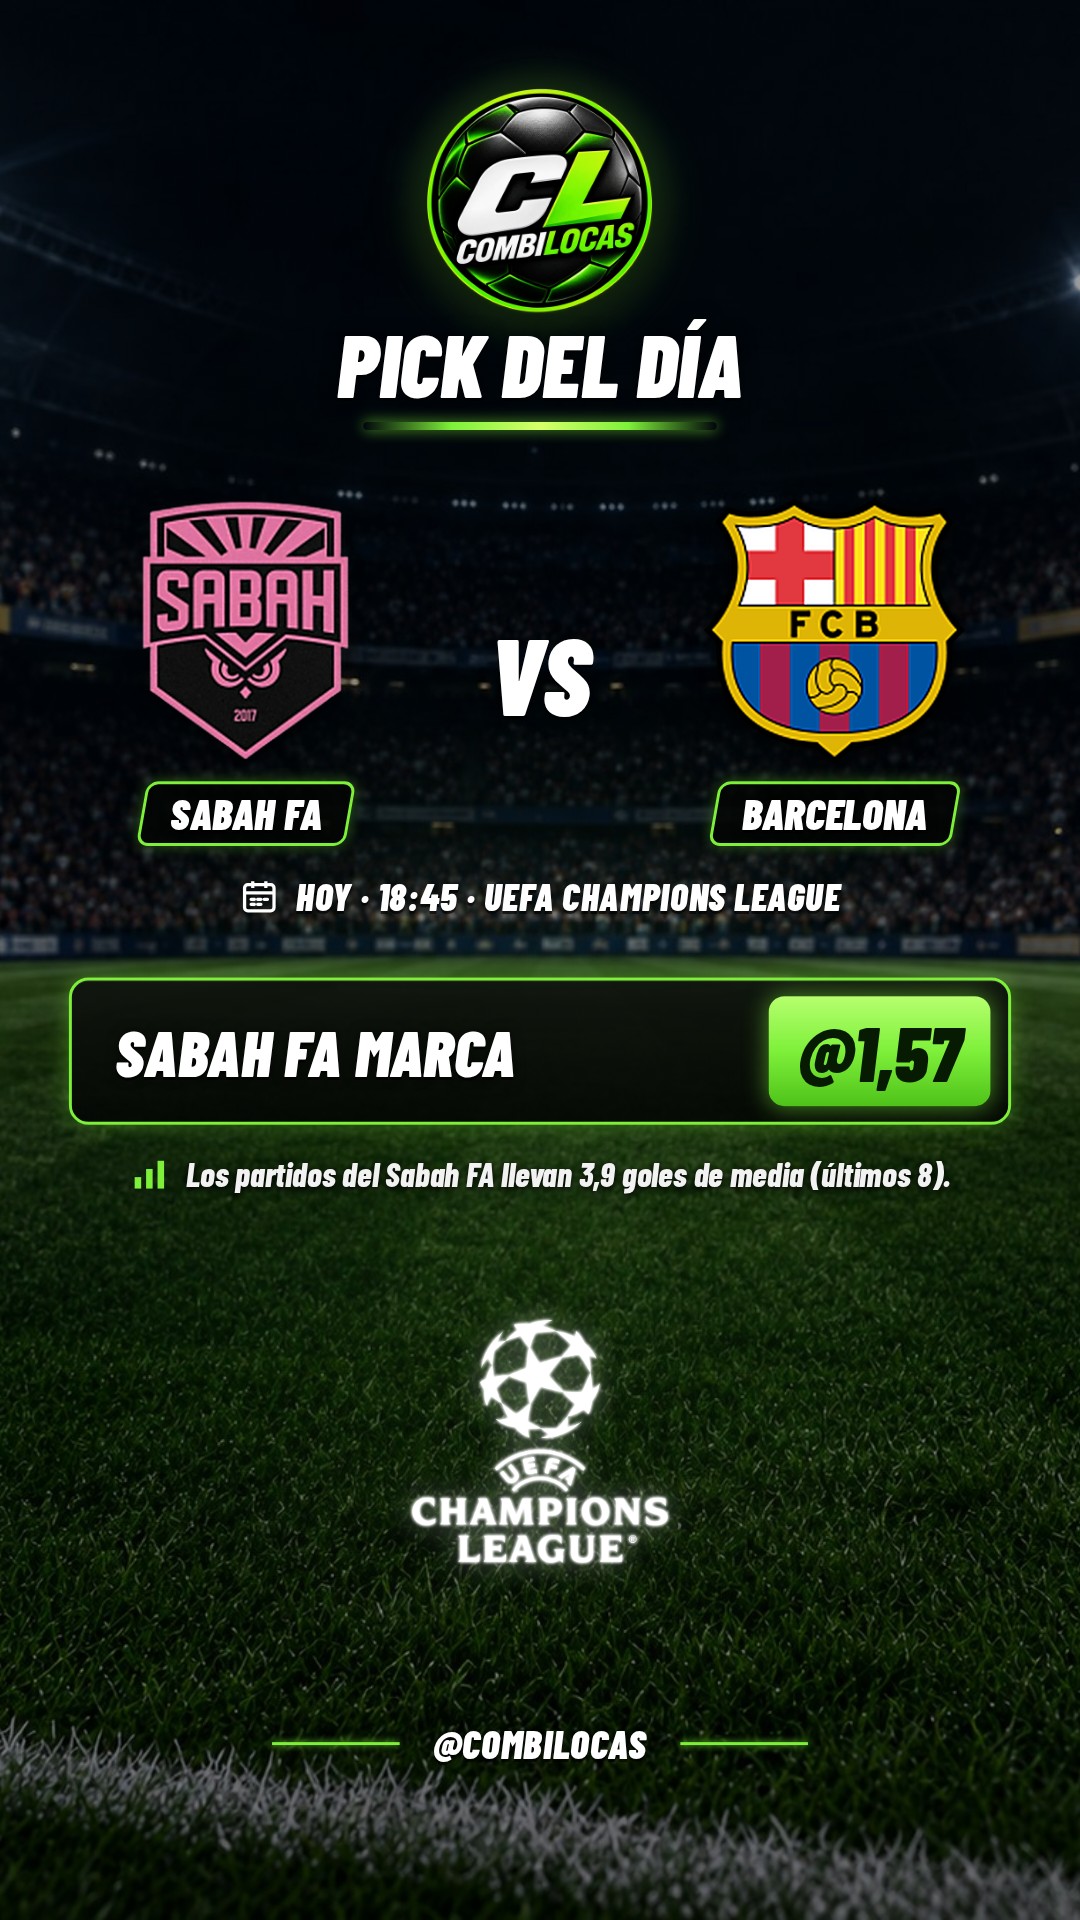 CL
COMBILOCAS
PICK DEL DÍA
SABAH
2017
FCB
VS
SABAH FA
BARCELONA
HOY · 18:45 · UEFA CHAMPIONS LEAGUE
SABAH FA MARCA
@1,57
Los partidos del Sabah FA llevan 3,9 goles de media (últimos 8).
UEFA
CHAMPIONS
LEAGUE®
@COMBILOCAS